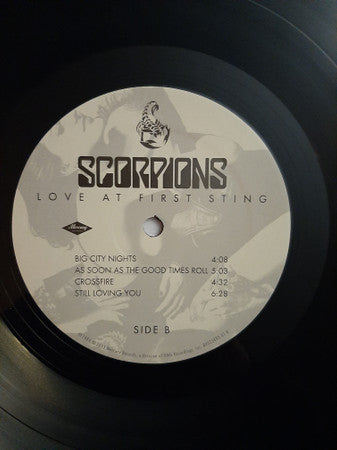 SCORPIONS
LOVE AT FIRST STING
Mercury
BIG CITY NIGHTS 4:08
AS SOON AS THE GOOD TIMES ROLL 5:03
CROSSFIRE 4:32
STILL LOVING YOU 6:28
SIDE B